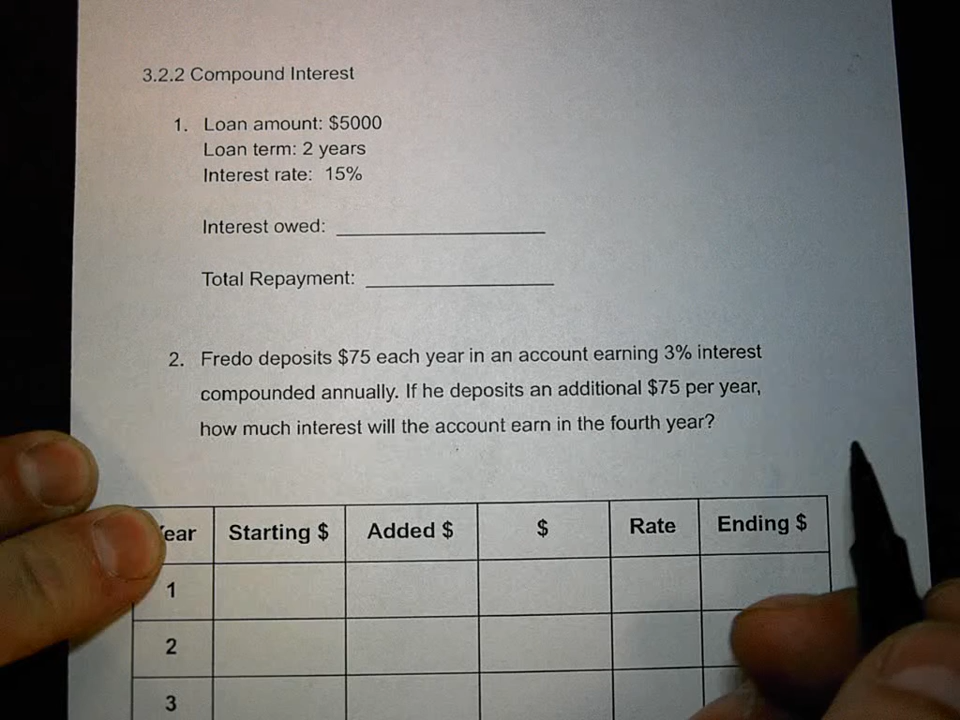 3.2.2 Compound Interest
1. Loan amount: $5000
Loan term: 2 years
Interest rate: 15%
Interest owed:
Total Repayment:
2. Fredo deposits $75 each year in an account earning 3% interest
compounded annually. If he deposits an additional $75 per year,
how much interest will the account earn in the fourth year?
ear Starting $ Added $ $ Rate Ending $
1
2
3